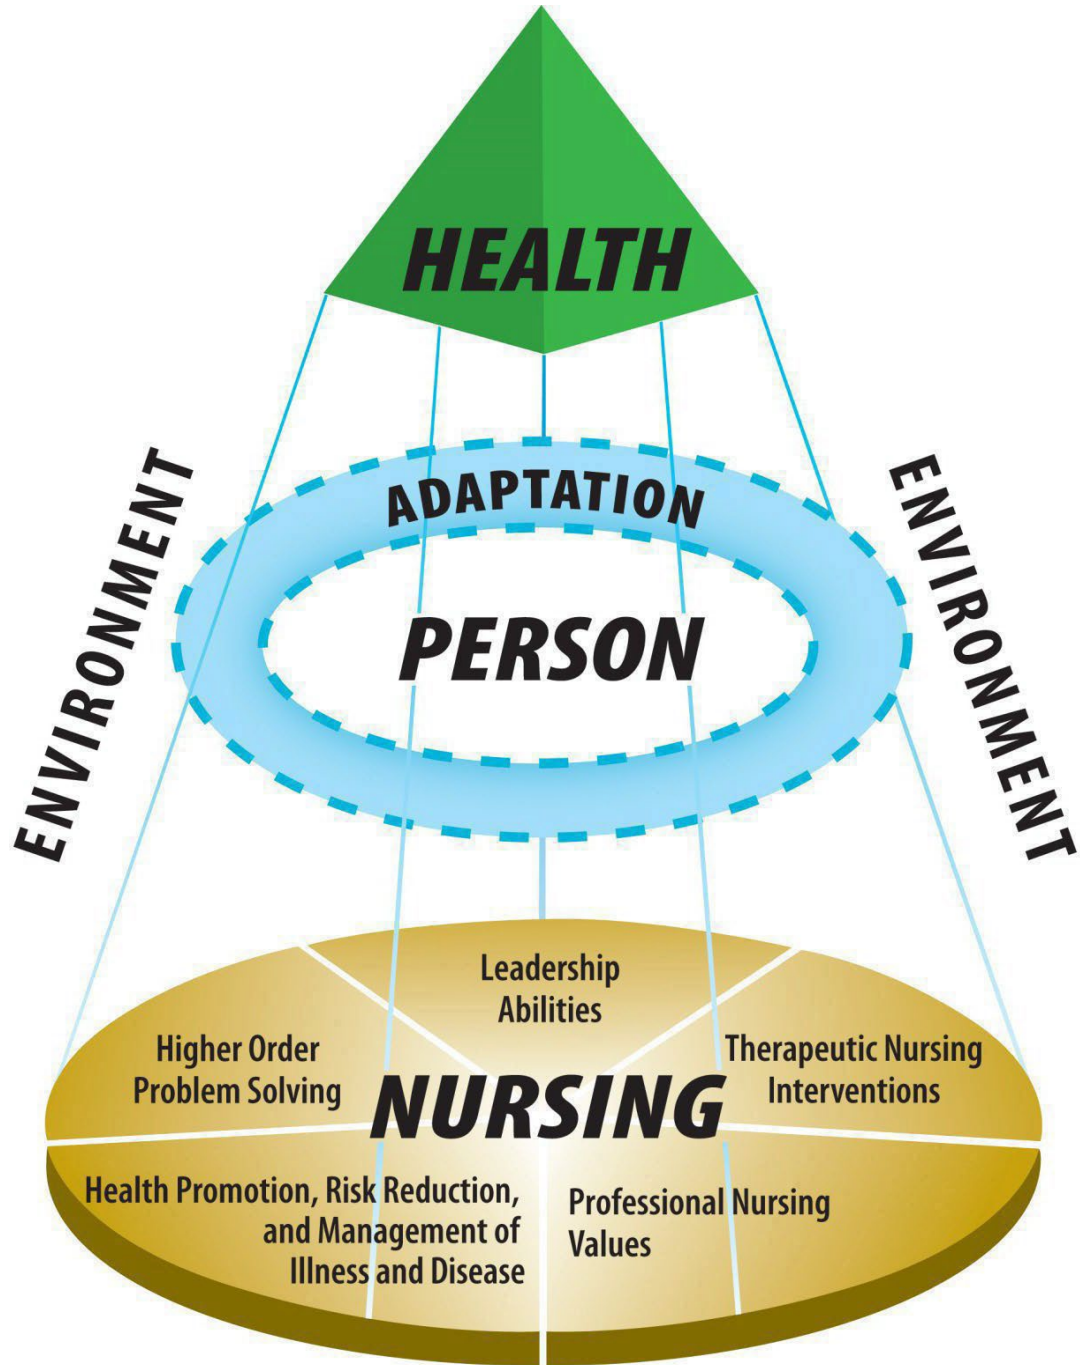 HEALTH
ADAPTATION
ENVIRONMENT
ENVIRONMENT
PERSON
Leadership
Abilities
Higher Order
Problem Solving
Therapeutic Nursing
Interventions
NURSING
Health Promotion, Risk Reduction,
and Management of
Illness and Disease
Professional Nursing
Values